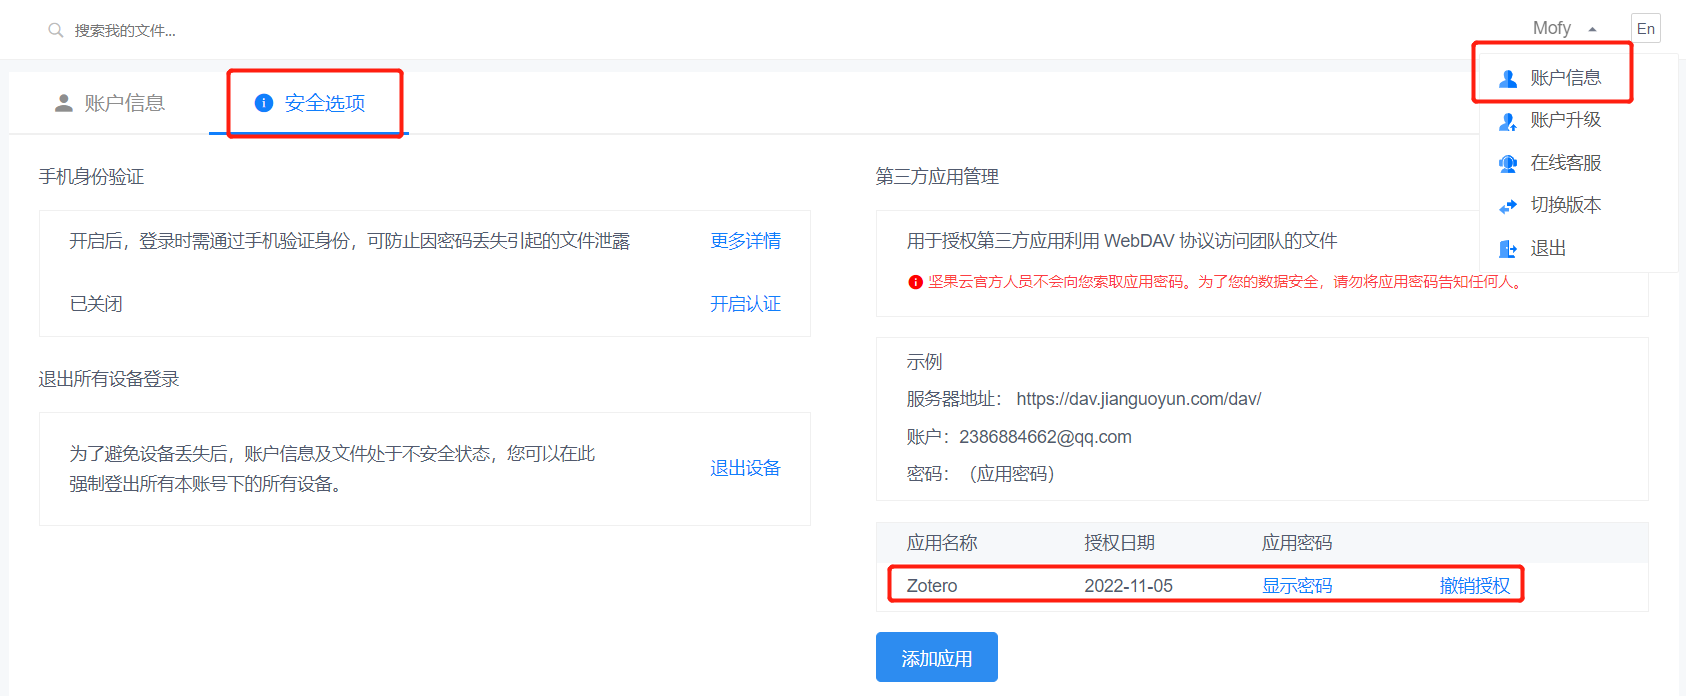 搜索我的文件...
Mofy
En
账户信息
安全选项
账户信息
账户升级
在线客服
切换版本
退出
手机身份验证
开启后，登录时需通过手机验证身份，可防止因密码丢失引起的文件泄露
更多详情
已关闭
开启认证
退出所有设备登录
为了避免设备丢失后，账户信息及文件处于不安全状态，您可以在此
强制登出所有本账号下的所有设备。
退出设备
第三方应用管理
用于授权第三方应用利用 WebDAV 协议访问团队的文件
坚果云官方人员不会向您索取应用密码。为了您的数据安全，请勿将应用密码告知任何人。
示例
服务器地址： https://dav.jianguoyun.com/dav/
账户：2386884662@qq.com
密码：（应用密码）
应用名称 授权日期 应用密码
Zotero 2022-11-05 显示密码 撤销授权
添加应用